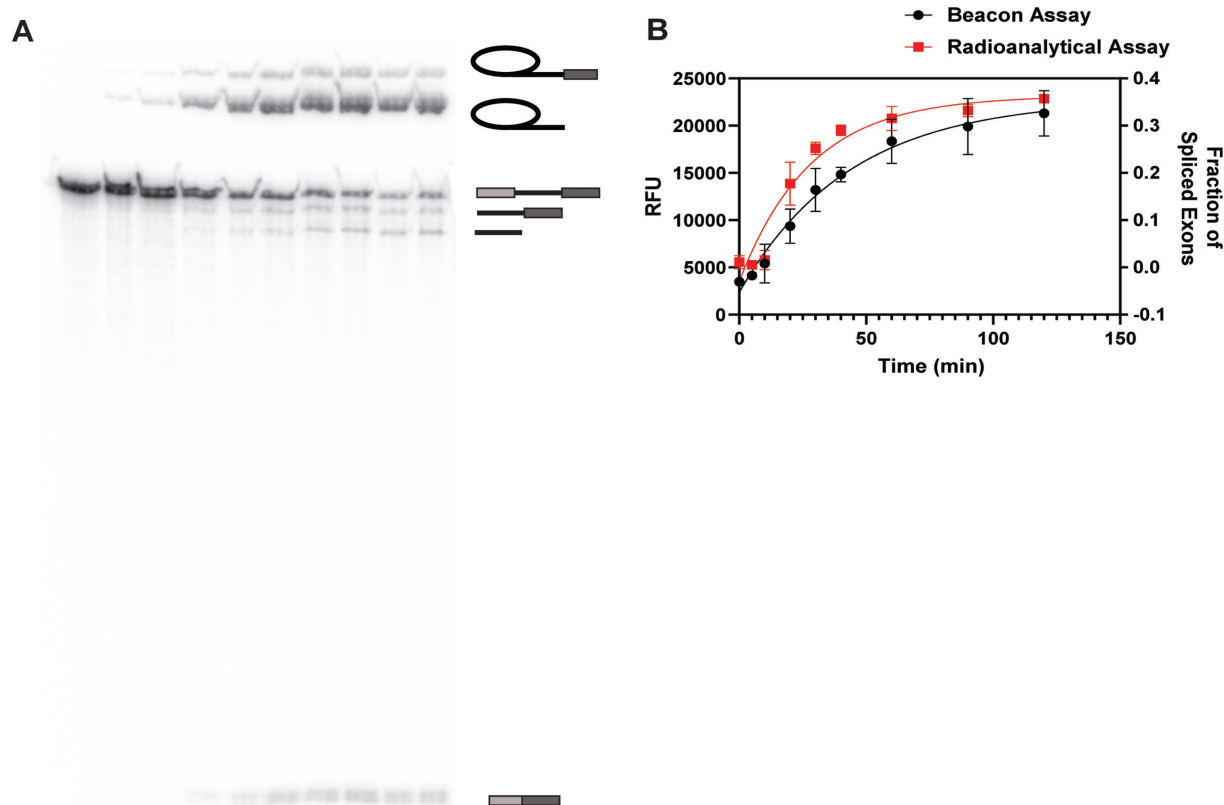 A
B
Beacon Assay
Radioanalytical Assay
25000
20000
15000
10000
5000
0
RFU
0.4
0.3
0.2
0.1
0.0
-0.1
Fraction of
Spliced Exons
0
50
100
150
Time (min)